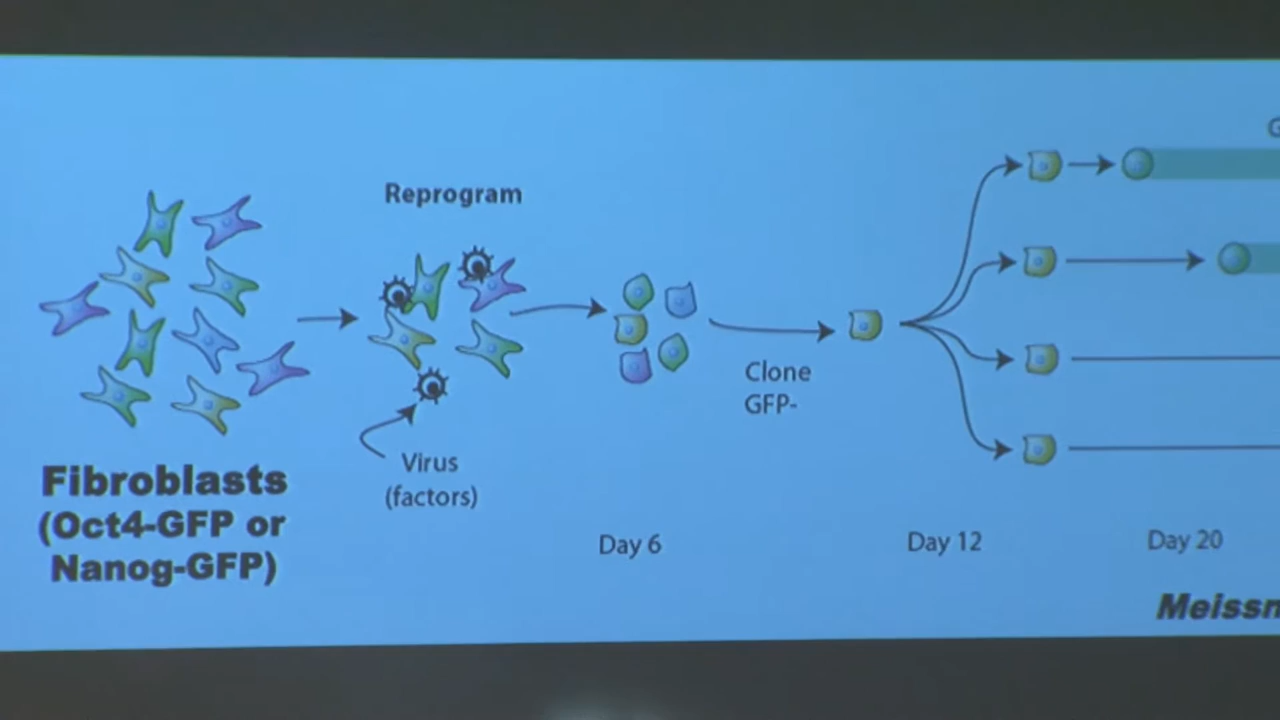 Reprogram
Fibroblasts
(Oct4-GFP or
Nanog-GFP)
Virus
(factors)
Clone
GFP-
Day 6
Day 12
Day 20